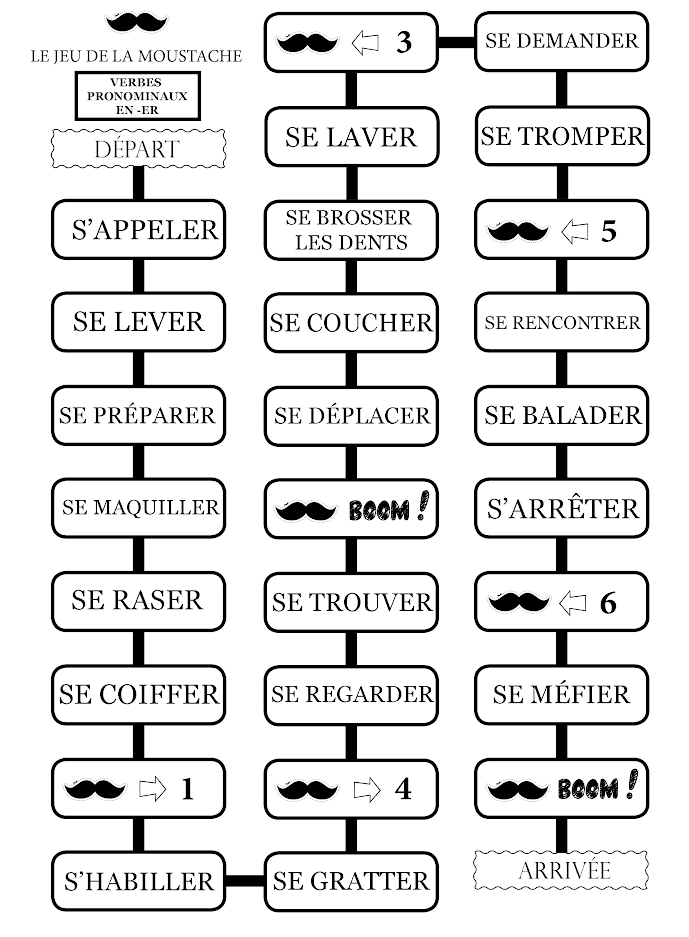 LE JEU DE LA MOUSTACHE
VERBES
PRONOMINAUX
EN -ER
DÉPART
S'APPELER
SE LEVER
SE PRÉPARER
SE MAQUILLER
SE RASER
SE COIFFER
1
S'HABILLER
SE GRATTER
4
SE REGARDER
SE TROUVER
BOOM !
SE DÉPLACER
SE COUCHER
SE BROSSER
LES DENTS
SE LAVER
3
SE DEMANDER
SE TROMPER
5
SE RENCONTRER
SE BALADER
S'ARRÊTER
6
SE MÉFIER
BOOM !
ARRIVÉE